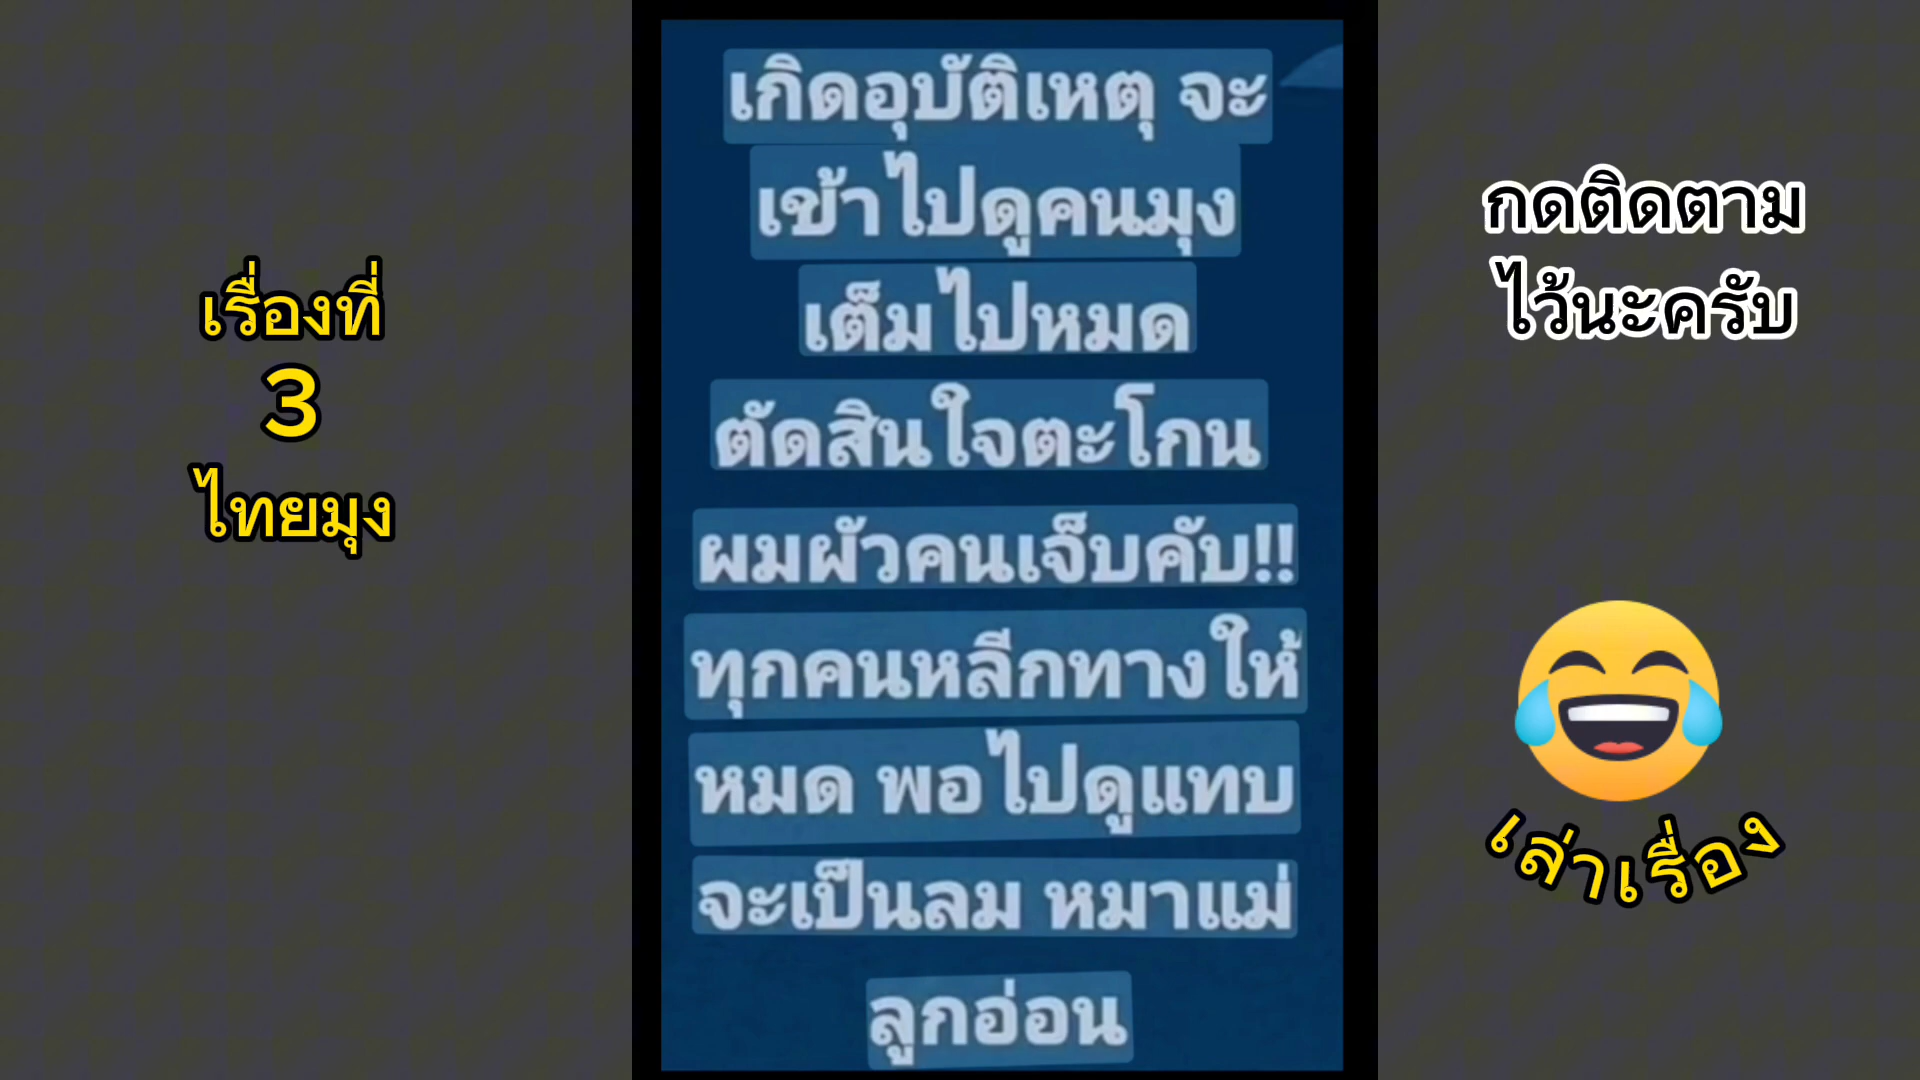 เรื่องที่
3
ไทยมุง
เกิดอุบัติเหตุ จะ
เข้าไปดูคนมุง
เต็มไปหมด
ตัดสินใจตะโกน
ผมผัวคนเจ็บคับ!!
ทุกคนหลีกทางให้
หมด พอไปดูแทบ
จะเป็นลม หมาแม่
ลูกอ่อน
กดติดตาม
ไว้นะครับ
เล่าเรื่อง